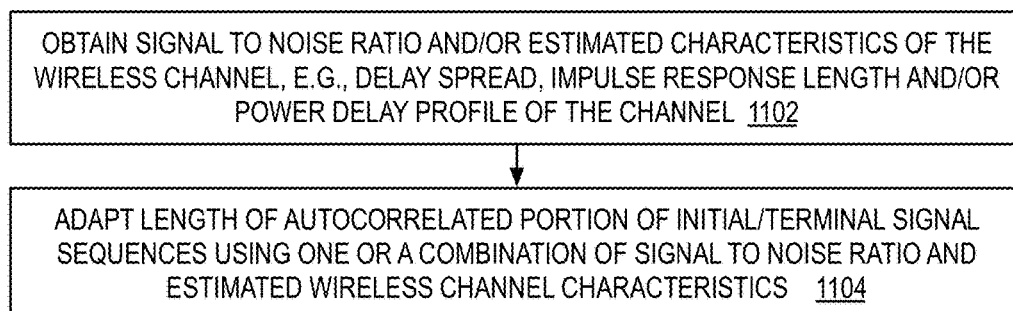 OBTAIN SIGNAL TO NOISE RATIO AND/OR ESTIMATED CHARACTERISTICS OF THE
WIRELESS CHANNEL, E.G., DELAY SPREAD, IMPULSE RESPONSE LENGTH AND/OR
POWER DELAY PROFILE OF THE CHANNEL 1102
ADAPT LENGTH OF AUTOCORRELATED PORTION OF INITIAL/TERMINAL SIGNAL
SEQUENCES USING ONE OR A COMBINATION OF SIGNAL TO NOISE RATIO AND
ESTIMATED WIRELESS CHANNEL CHARACTERISTICS 1104